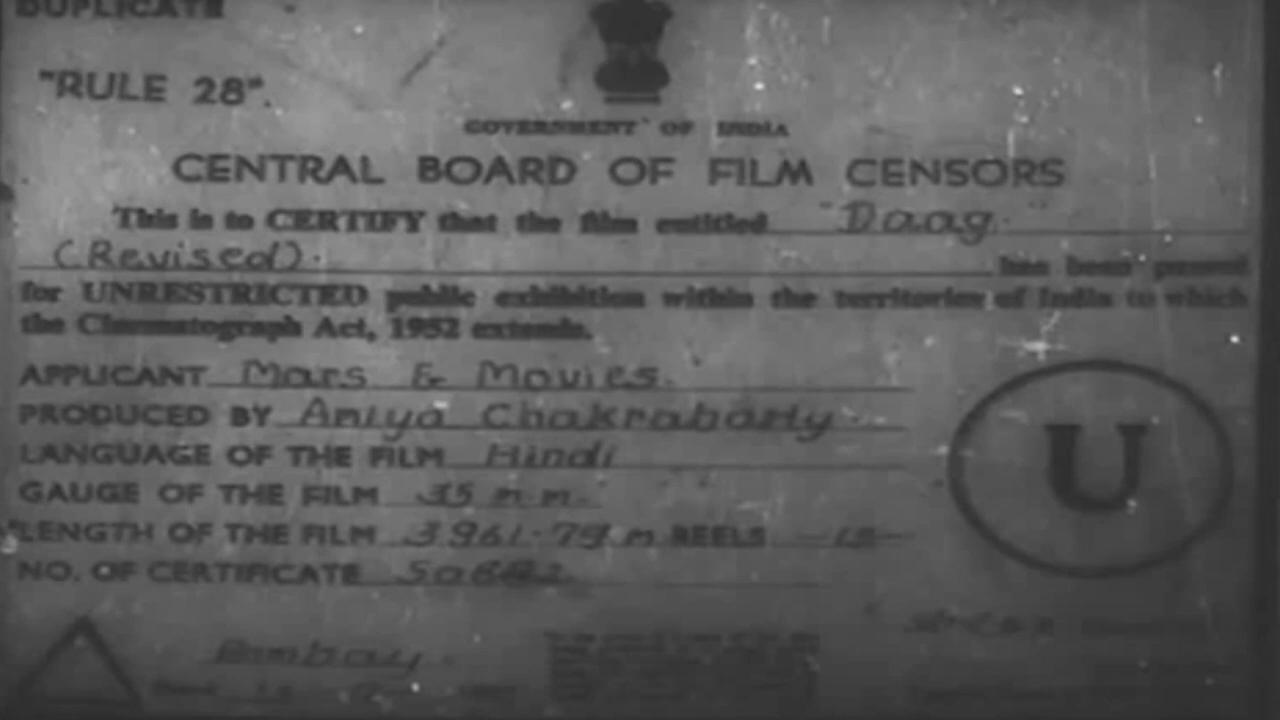 DUPLICATE
"RULE 28".
GOVERNMENT OF INDIA
CENTRAL BOARD OF FILM CENSORS
This is to CERTIFY that the film entitled "Daag."
(Revised). has been passed
for UNRESTRICTED public exhibition within the territories of India to which
the Cinematograph Act, 1952 extends.
APPLICANT Mars & Movies.
PRODUCED BY Amiya Chakrabarty.
LANGUAGE OF THE FILM Hindi
GAUGE OF THE FILM 35 m.m.
LENGTH OF THE FILM 3961.79 m REELS
NO. OF CERTIFICATE
U
Bombay.